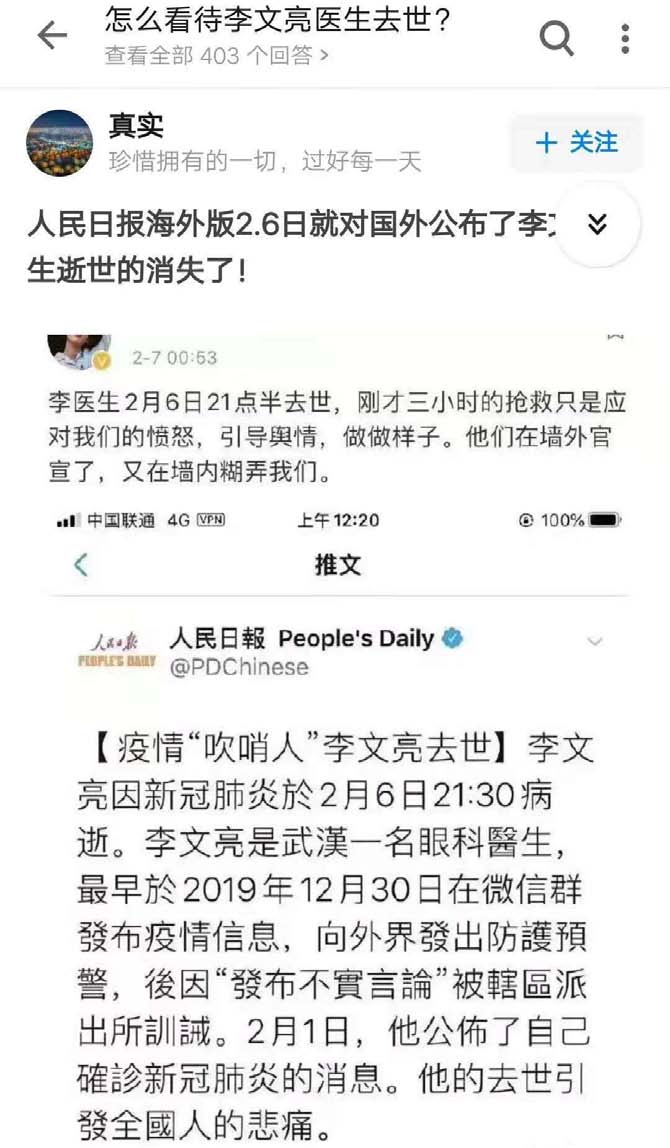 怎么看待李文亮医生去世?
查看全部 403 个回答 >
真实
珍惜拥有的一切，过好每一天
+ 关注
人民日报海外版2.6日就对国外公布了李
生逝世的消失了！
2-7 00:53
李医生2月6日21点半去世，刚才三小时的抢救只是应
对我们的愤怒，引导舆情，做做样子。他们在墙外官
宣了，又在墙内糊弄我们。
中国联通 4G VPN 上午12:20 100%
推文
人民日报
PEOPLE'S DAILY
人民日報 People's Daily
@PDChinese
【疫情“吹哨人”李文亮去世】李文
亮因新冠肺炎於2月6日21:30病
逝。李文亮是武漢一名眼科醫生，
最早於2019年12月30日在微信群
發布疫情信息，向外界發出防護預
警，後因“發布不實言論”被轄區派
出所訓誡。2月1日，他公佈了自己
確診新冠肺炎的消息。他的去世引
發全國人的悲痛。